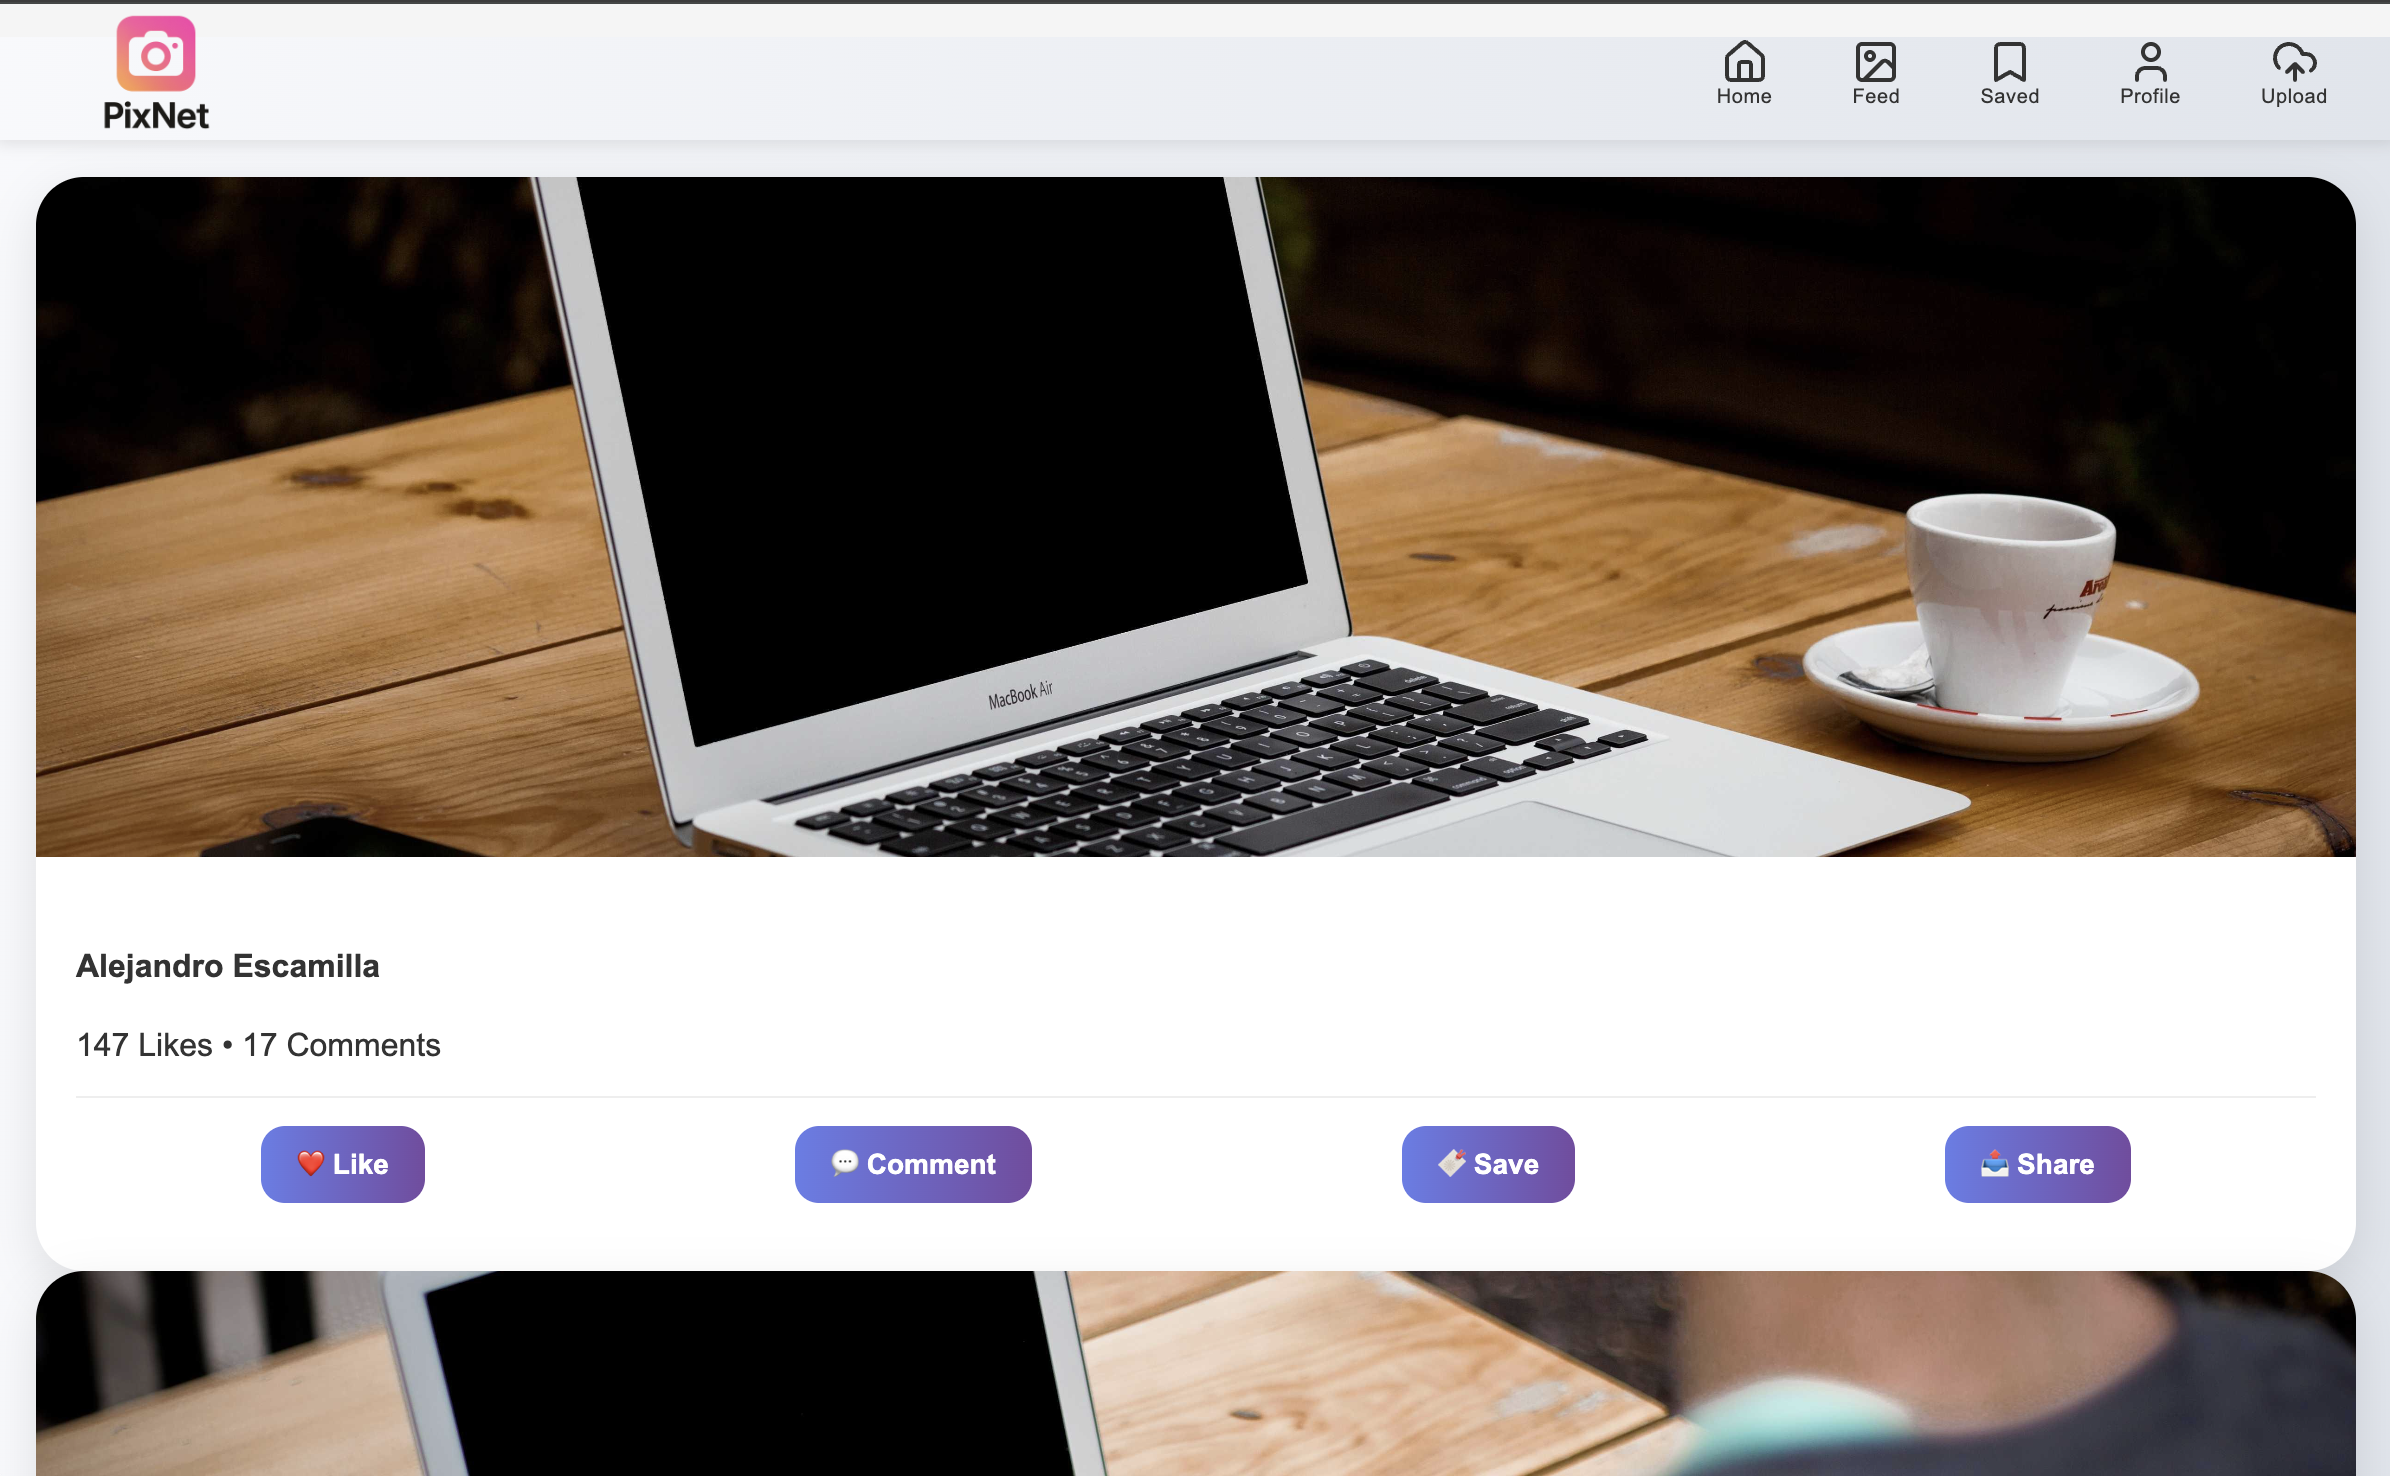 PixNet
Home Feed Saved Profile Upload
MacBook Air
Alejandro Escamilla
147 Likes • 17 Comments
❤️ Like 💬 Comment 🔖 Save 📤 Share